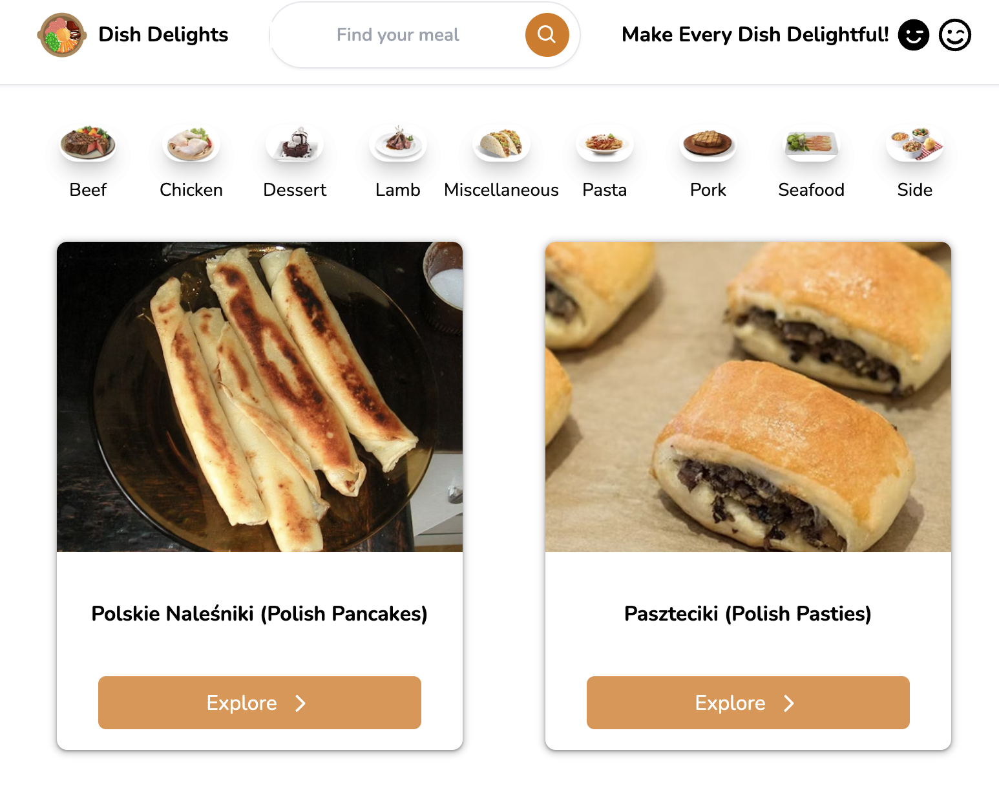 Dish Delights
Find your meal
Make Every Dish Delightful!
Beef
Chicken
Dessert
Lamb
Miscellaneous
Pasta
Pork
Seafood
Side
Polskie Naleśniki (Polish Pancakes)
Paszteciki (Polish Pasties)
Explore
Explore